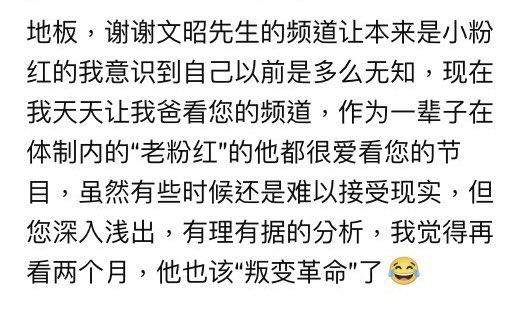 地板，谢谢文昭先生的频道让本来是小粉
红的我意识到自己以前是多么无知，现在
我天天让我爸看您的频道，作为一辈子在
体制内的“老粉红”的他都很爱看您的节
目，虽然有些时候还是难以接受现实，但
您深入浅出，有理有据的分析，我觉得再
看两个月，他也该“叛变革命”了😂